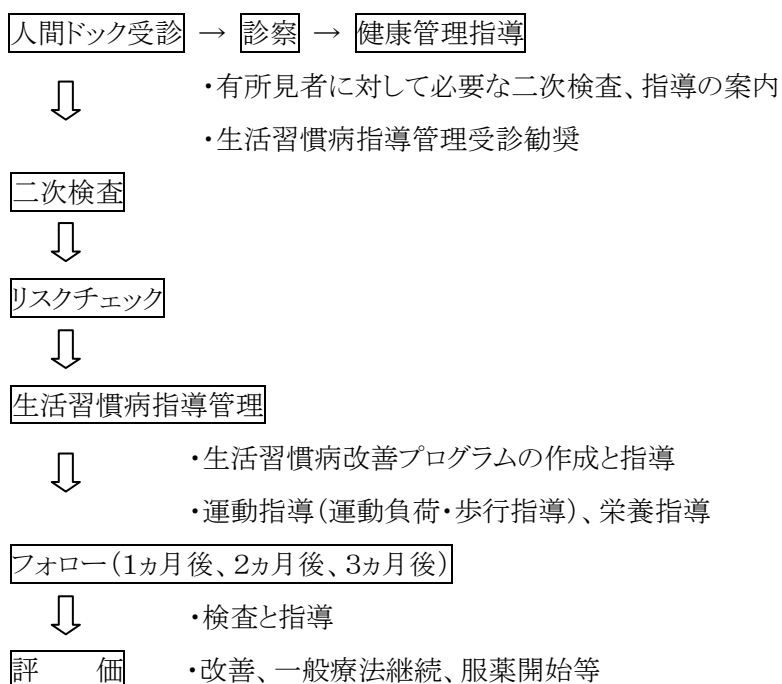 人間ドック受診 → 診察 → 健康管理指導
・有所見者に対して必要な二次検査、指導の案内
・生活習慣病指導管理受診勧奨
二次検査
リスクチェック
生活習慣病指導管理
・生活習慣病改善プログラムの作成と指導
・運動指導(運動負荷・歩行指導)、栄養指導
フォロー(1ヵ月後、2ヵ月後、3ヵ月後)
・検査と指導
評　　価　　・改善、一般療法継続、服薬開始等